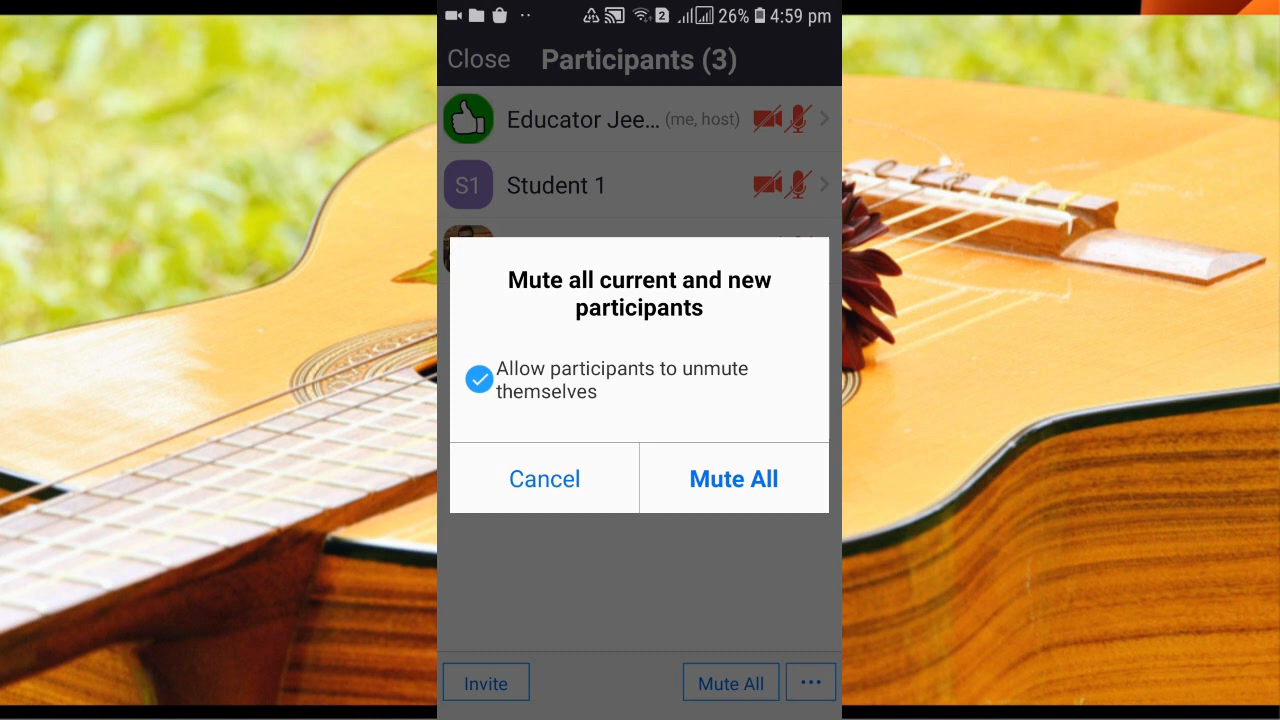 2 26% 4:59 pm
Close Participants (3)
Educator Jee... (me, host)
S1 Student 1
Mute all current and new
participants
Allow participants to unmute
themselves
Cancel Mute All
Invite Mute All ...